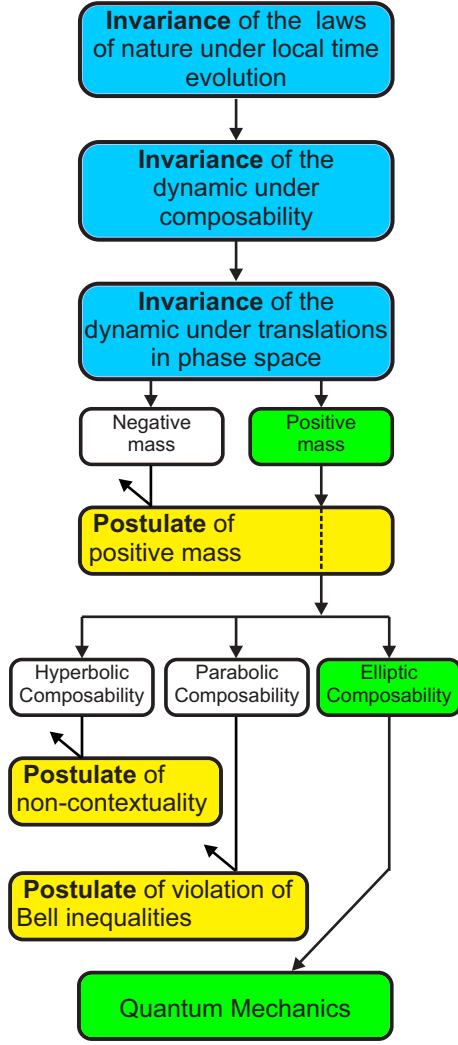 Invariance of the laws
of nature under local time
evolution
Invariance of the
dynamic under
composability
Invariance of the
dynamic under translations
in phase space
Negative
mass
Positive
mass
Postulate of
positive mass
Hyperbolic
Composability
Parabolic
Composability
Elliptic
Composability
Postulate of
non-contextuality
Postulate of violation of
Bell inequalities
Quantum Mechanics